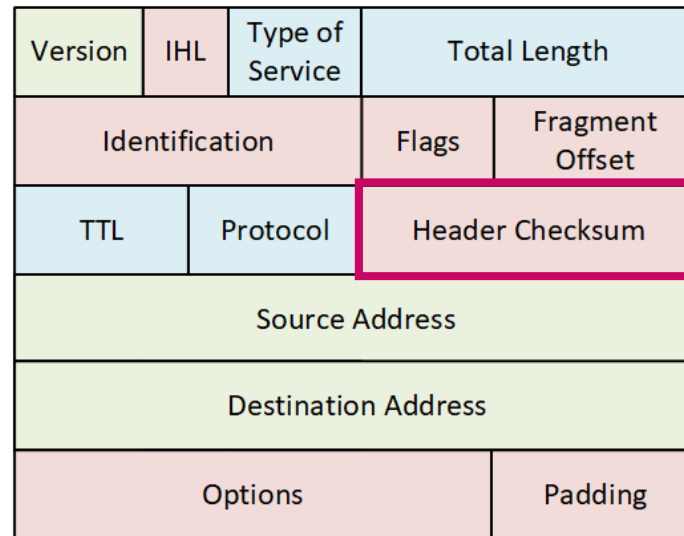 Version
IHL
Type of
Service
Total Length
Identification
Flags
Fragment
Offset
TTL
Protocol
Header Checksum
Source Address
Destination Address
Options
Padding